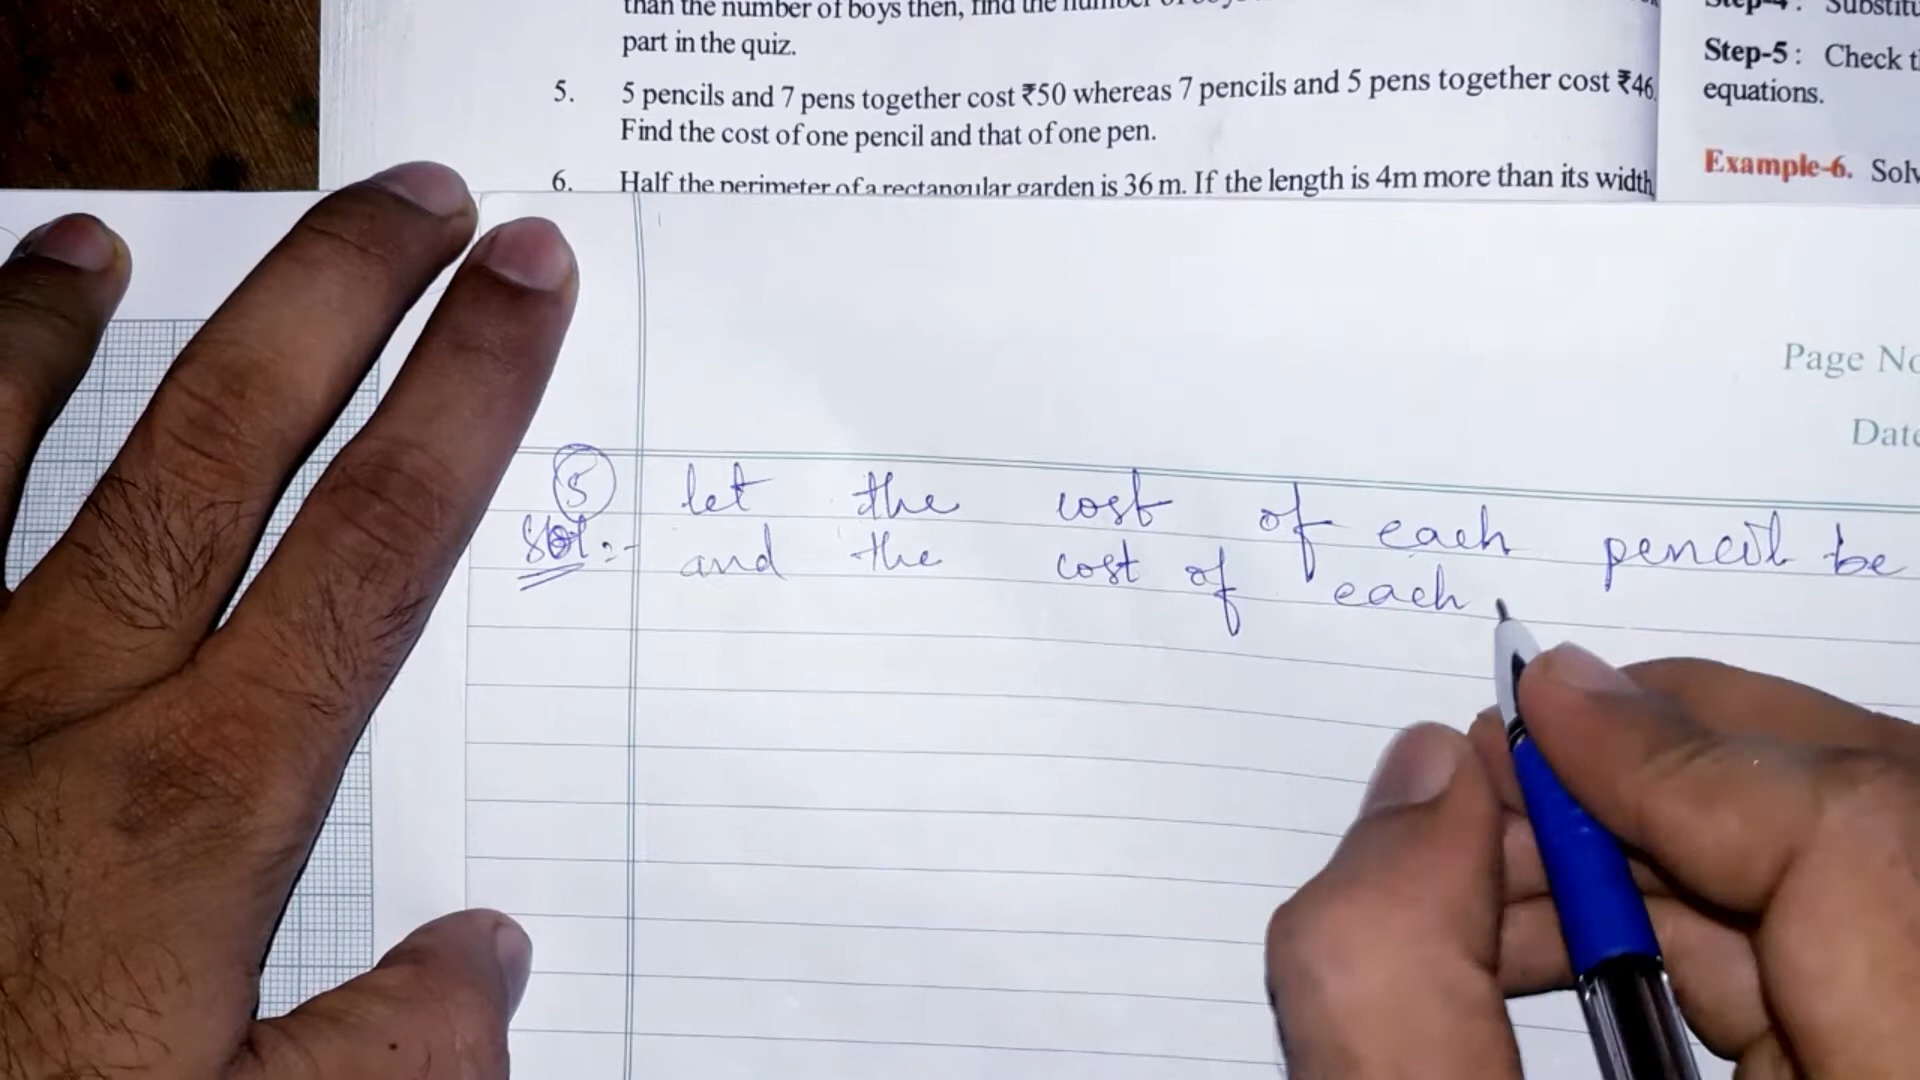 than the number of boys then, find the
part in the quiz.
5. 5 pencils and 7 pens together cost ₹50 whereas 7 pencils and 5 pens together cost ₹46.
Find the cost of one pencil and that of one pen.
6. Half the perimeter of a rectangular garden is 36 m. If the length is 4m more than its width
Step-4 : Substitu
Step-5 : Check t
equations.
Example-6. Solv
Page No
Date
5 let the cost of each pencil be
Sol:- and the cost of each